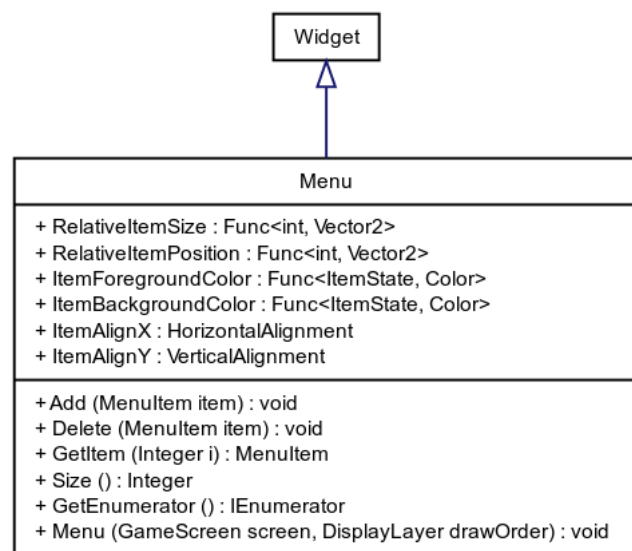 Widget
Menu
+ RelativeItemSize : Func<int, Vector2>
+ RelativeItemPosition : Func<int, Vector2>
+ ItemForegroundColor : Func<ItemState, Color>
+ ItemBackgroundColor : Func<ItemState, Color>
+ ItemAlignX : HorizontalAlignment
+ ItemAlignY : VerticalAlignment
+ Add (MenuItem item) : void
+ Delete (MenuItem item) : void
+ GetItem (Integer i) : MenuItem
+ Size () : Integer
+ GetEnumerator () : IEnumerator
+ Menu (GameScreen screen, DisplayLayer drawOrder) : void